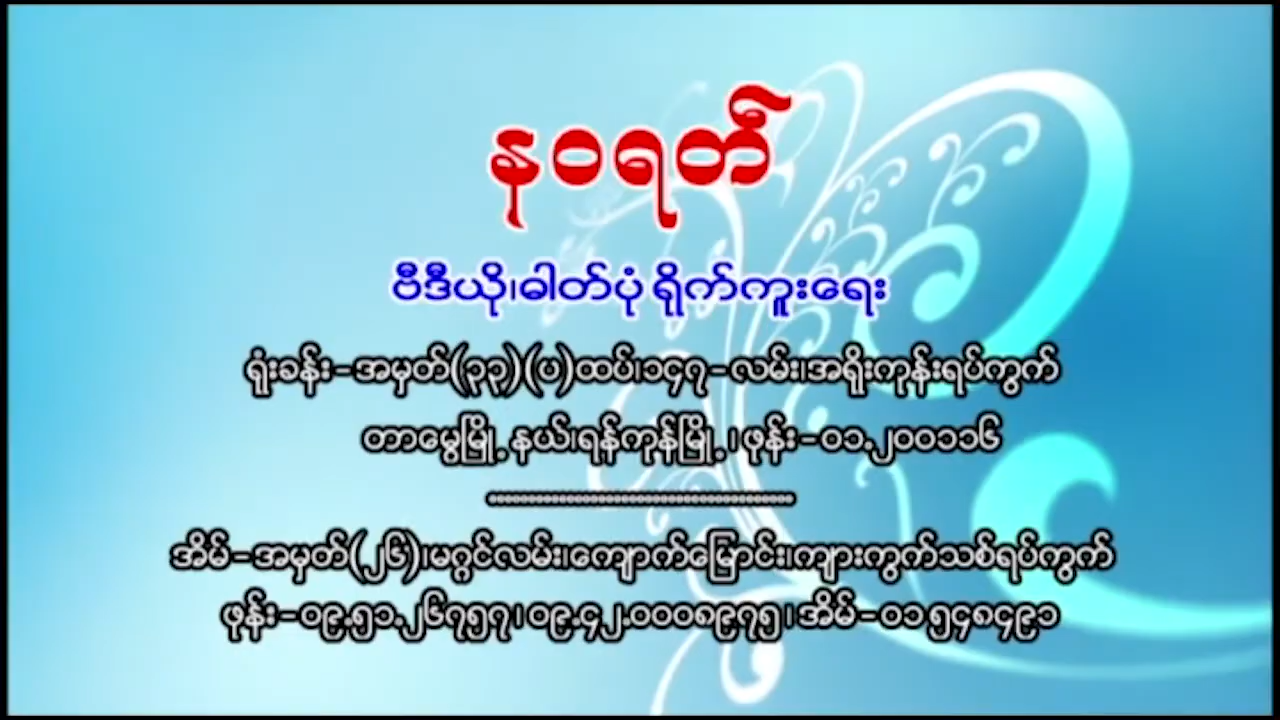 နဝရတ်
ဗီဒီယို၊ဓါတ်ပုံ ရိုက်ကူးရေး
ရုံးခန်း-အမှတ်(၃၃)(ပ)ထပ်၊၁၄၇-လမ်း၊အရိုးကုန်းရပ်ကွက်
တာမွေမြို့နယ်၊ရန်ကုန်မြို့၊ဖုန်း-၀၁.၂၀၀၁၁၆
အိမ်-အမှတ်(၂၆)၊မဂ္ဂင်လမ်း၊ကျောက်မြောင်း၊ကျားကွက်သစ်ရပ်ကွက်
ဖုန်း-၀၉.၅၁.၂၆၇၅၇၊၀၉.၄၂.၀၀၀၈၉၇၅၊အိမ်-၀၁ ၅၄၈၄၉၁